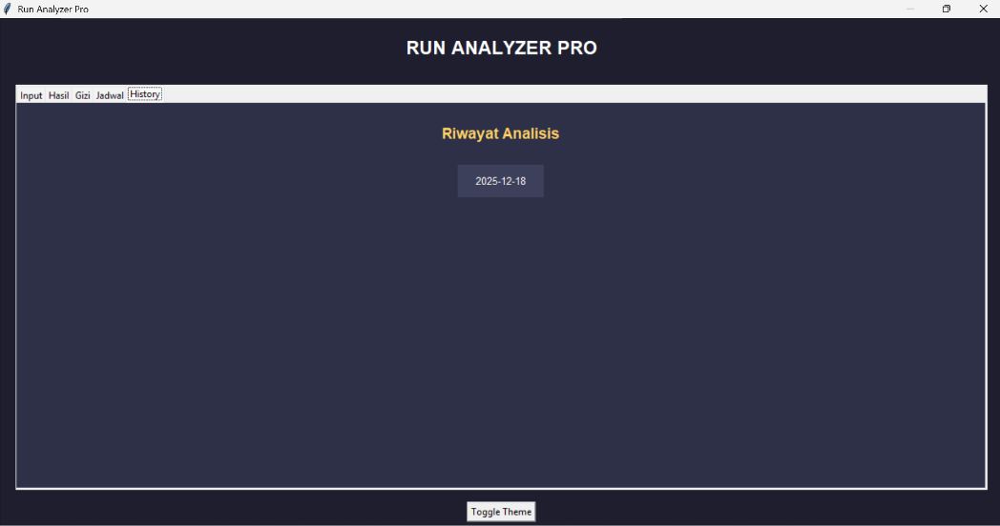 Run Analyzer Pro
RUN ANALYZER PRO
Input Hasil Gizi Jadwal History
Riwayat Analisis
2025-12-18
Toggle Theme